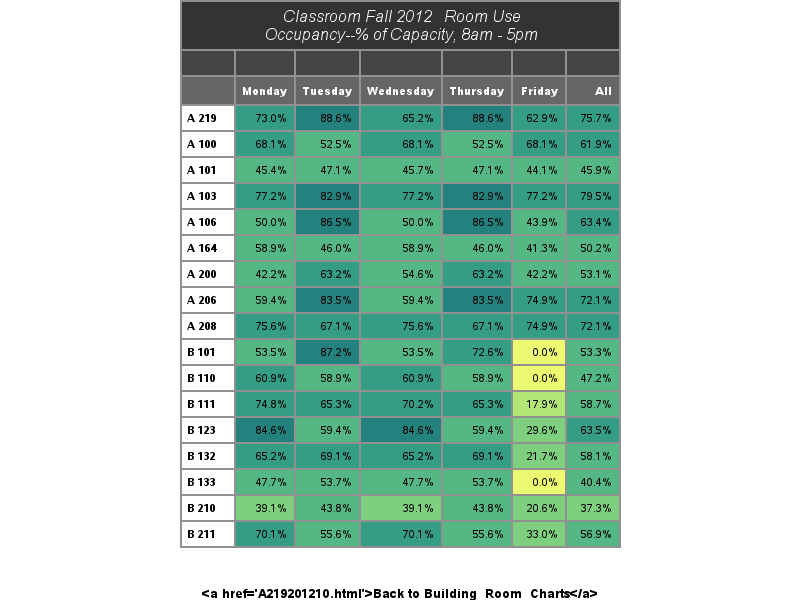 Classroom Fall 2012 Room Use
Occupancy--% of Capacity, 8am - 5pm
Monday Tuesday Wednesday Thursday Friday All
A 219 73.0% 88.6% 65.2% 88.6% 62.9% 75.7%
A 100 68.1% 52.5% 68.1% 52.5% 68.1% 61.9%
A 101 45.4% 47.1% 45.7% 47.1% 44.1% 45.9%
A 103 77.2% 82.9% 77.2% 82.9% 77.2% 79.5%
A 106 50.0% 86.5% 50.0% 86.5% 43.9% 63.4%
A 164 58.9% 46.0% 58.9% 46.0% 41.3% 50.2%
A 200 42.2% 63.2% 54.6% 63.2% 42.2% 53.1%
A 206 59.4% 83.5% 59.4% 83.5% 74.9% 72.1%
A 208 75.6% 67.1% 75.6% 67.1% 74.9% 72.1%
B 101 53.5% 87.2% 53.5% 72.6% 0.0% 53.3%
B 110 60.9% 58.9% 60.9% 58.9% 0.0% 47.2%
B 111 74.8% 65.3% 70.2% 65.3% 17.9% 58.7%
B 123 84.6% 59.4% 84.6% 59.4% 29.6% 63.5%
B 132 65.2% 69.1% 65.2% 69.1% 21.7% 58.1%
B 133 47.7% 53.7% 47.7% 53.7% 0.0% 40.4%
B 210 39.1% 43.8% 39.1% 43.8% 20.6% 37.3%
B 211 70.1% 55.6% 70.1% 55.6% 33.0% 56.9%
<a href='A219201210.html'>Back to Building Room Charts</a>